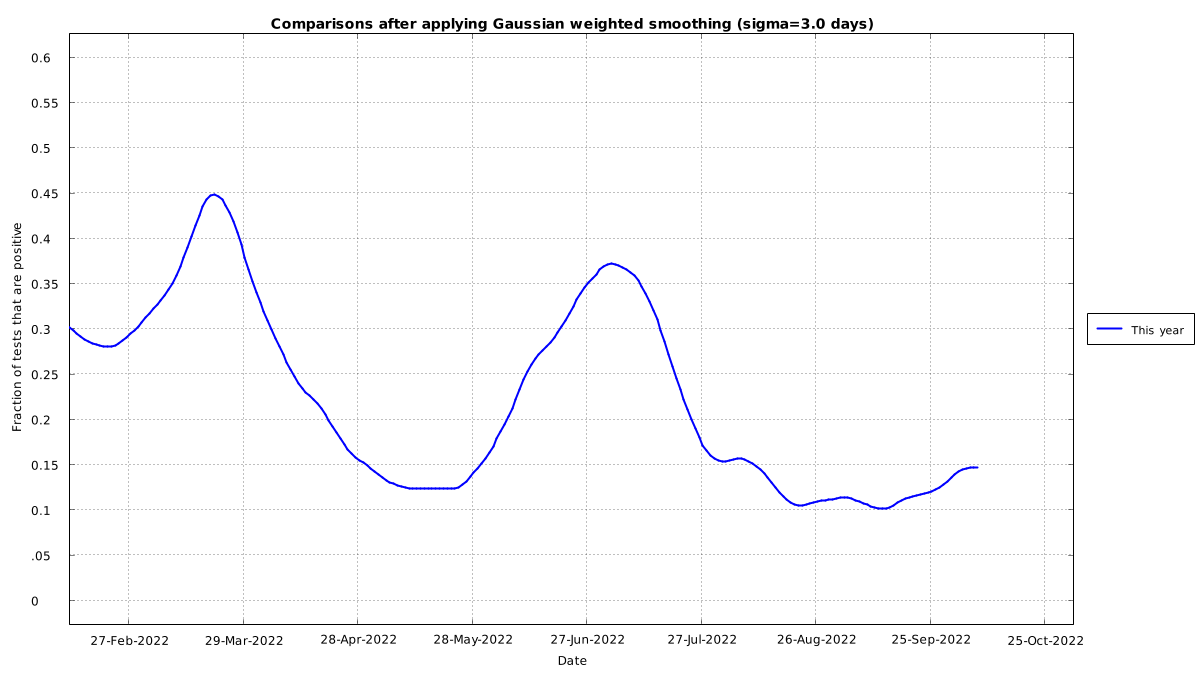 Comparisons after applying Gaussian weighted smoothing (sigma=3.0 days)
0.6
0.55
0.5
0.45
0.4
0.35
0.3
0.25
0.2
0.15
0.1
.05
0
Fraction of tests that are positive
27-Feb-2022 29-Mar-2022 28-Apr-2022 28-May-2022 27-Jun-2022 27-Jul-2022 26-Aug-2022 25-Sep-2022 25-Oct-2022
Date
This year